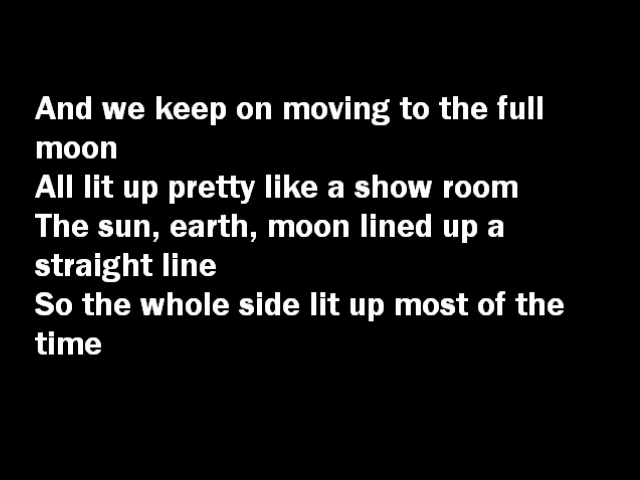 And we keep on moving to the full
moon
All lit up pretty like a show room
The sun, earth, moon lined up a
straight line
So the whole side lit up most of the
time